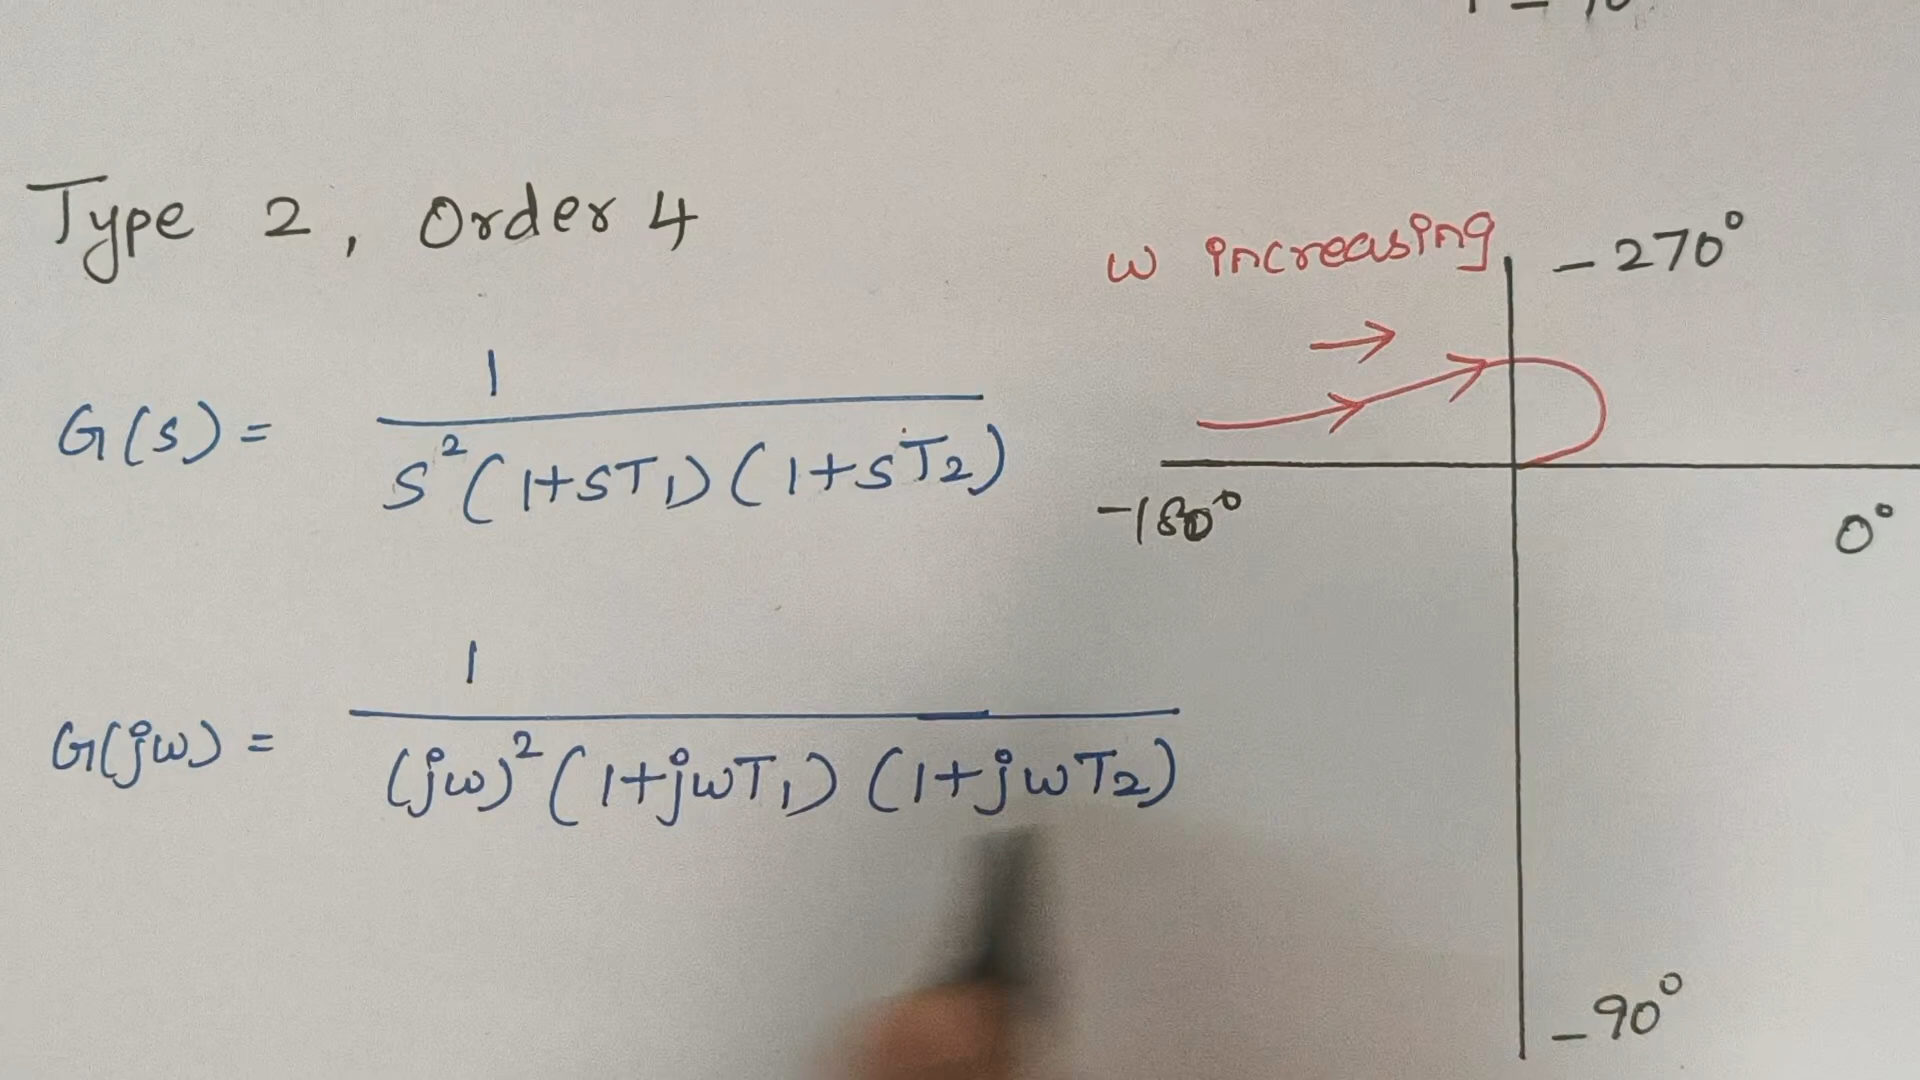 Type 2, Order 4
ω increasing
-270°
G(s) = 1 / s²(1+sT₁)(1+sT₂)
-180°
0°
G(jω) = 1 / (jω)²(1+jωT₁)(1+jωT₂)
-90°